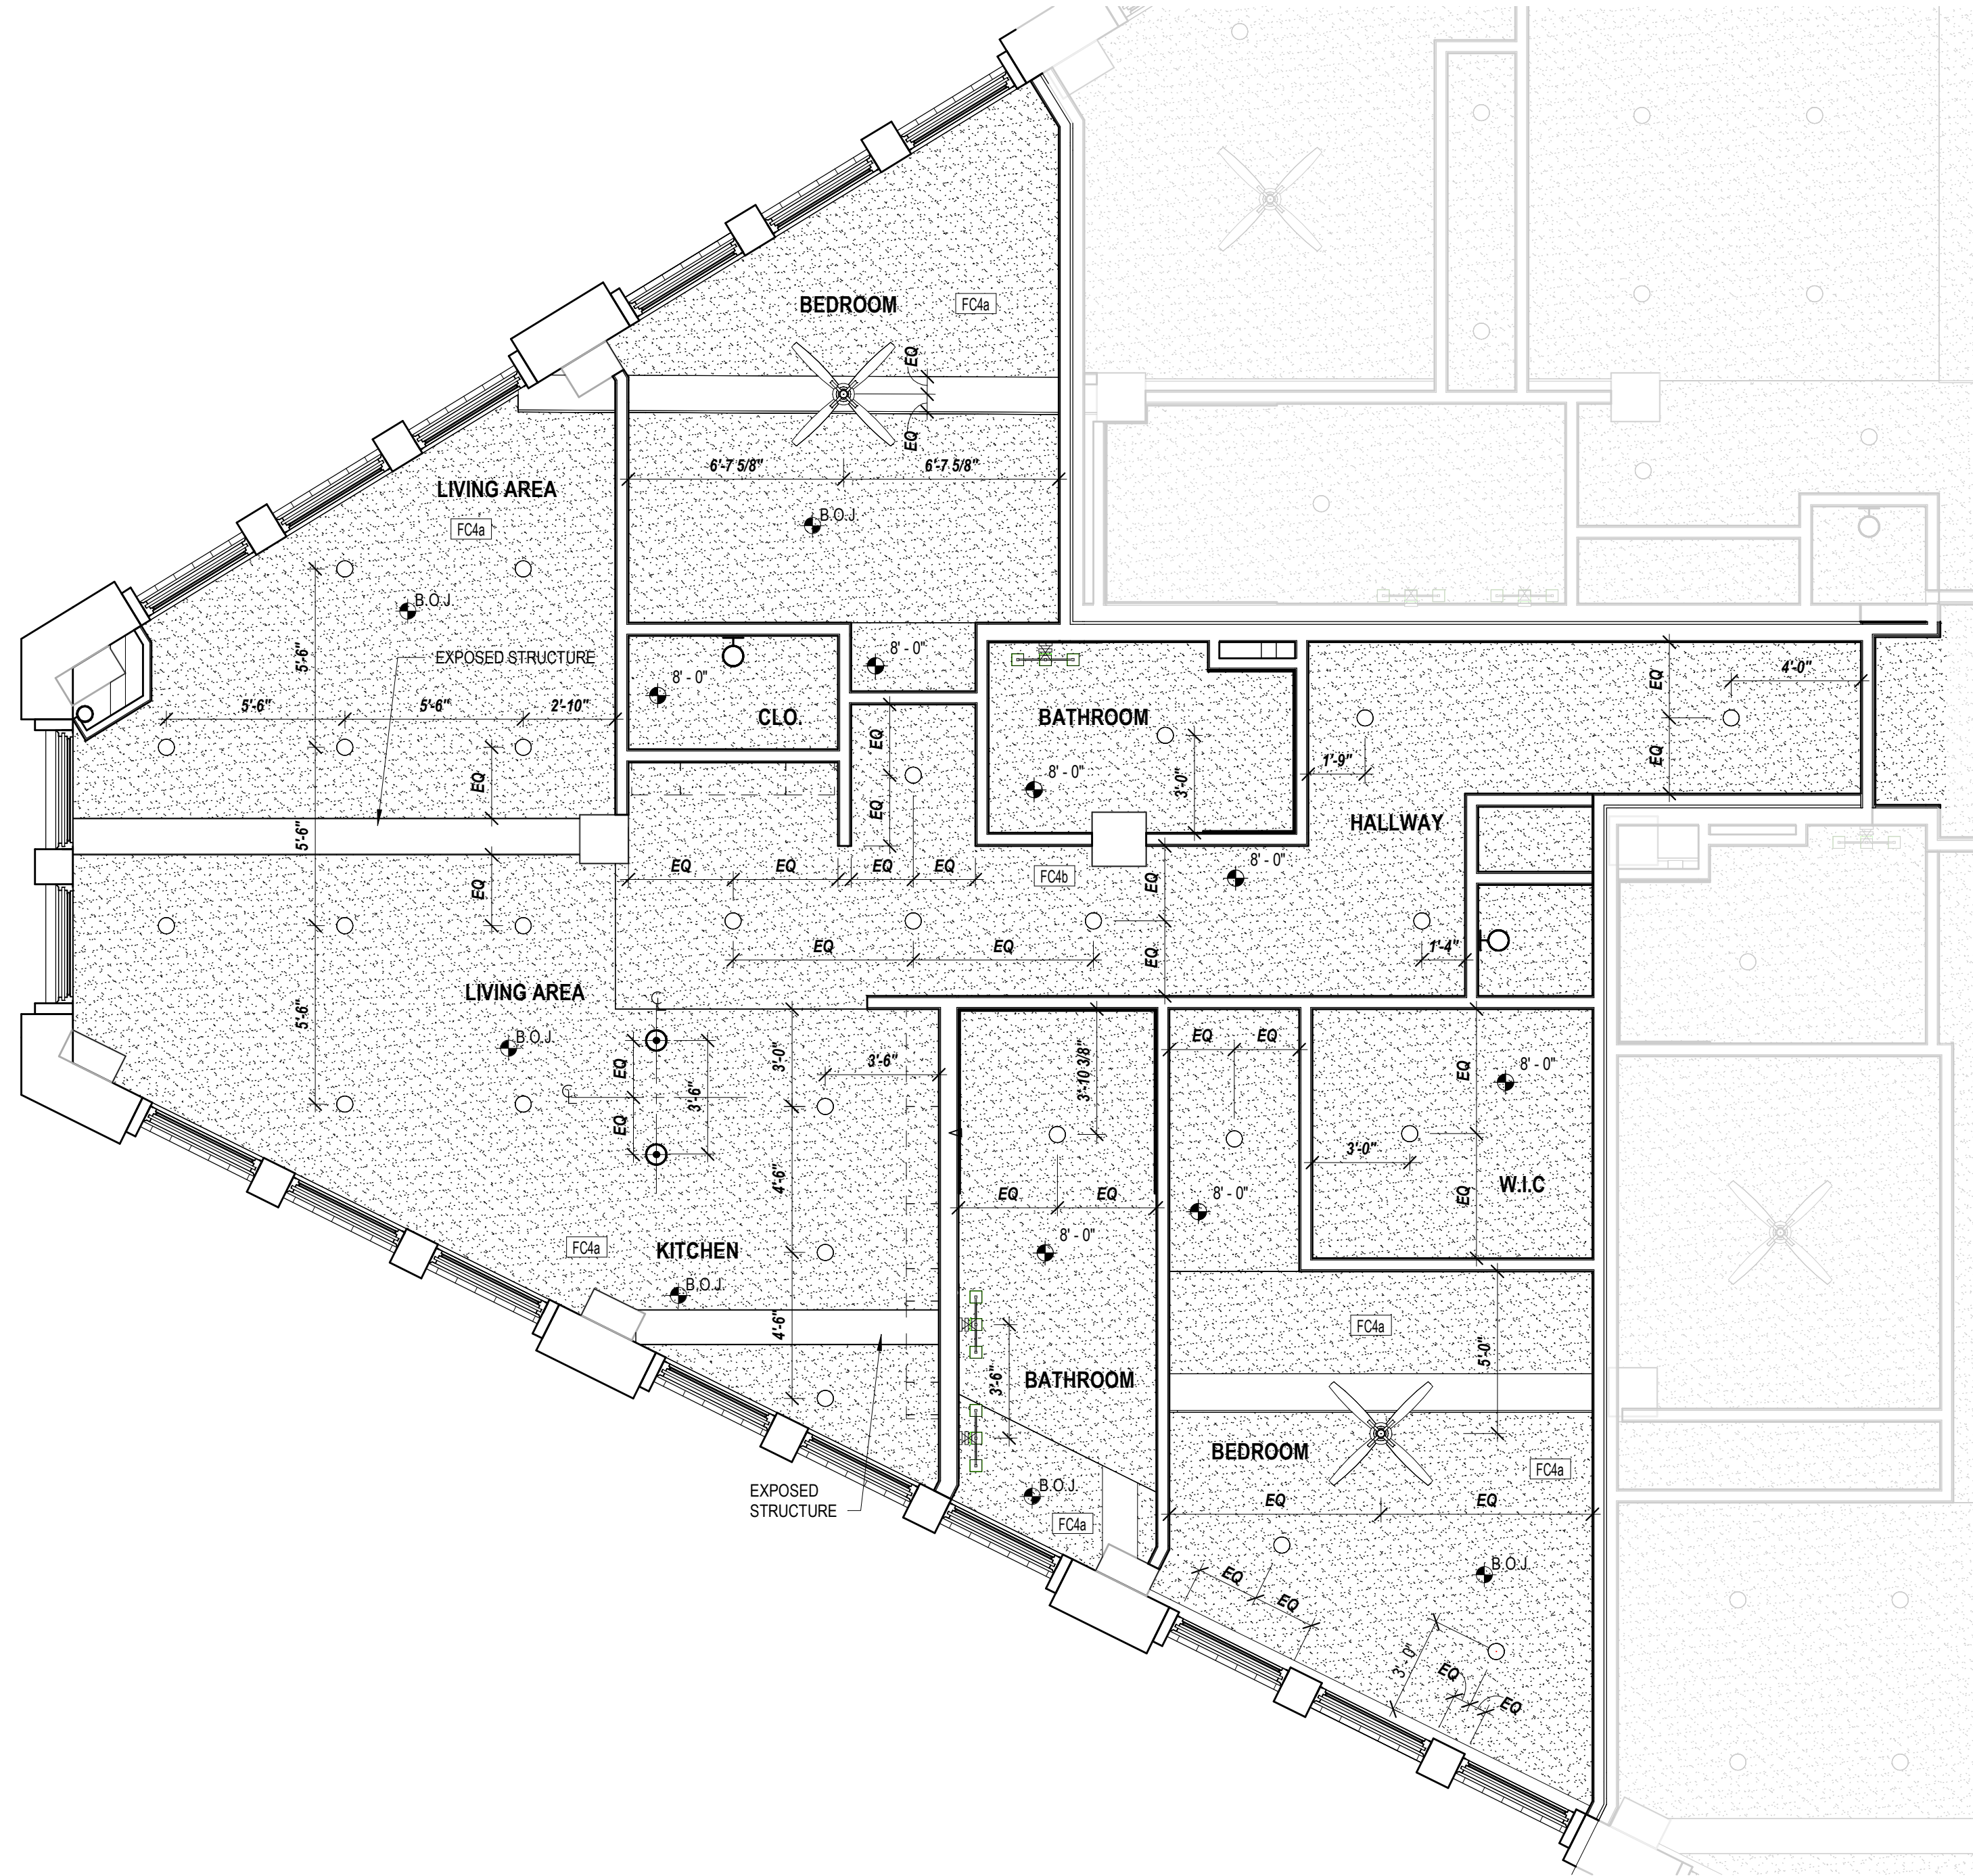 BEDROOM
FC4a
EQ
EQ
6'-7 5/8"
6'-7 5/8"
LIVING AREA
FC4a
B.O.J.
B.O.J.
5'-6"
EXPOSED STRUCTURE
8' - 0"
8' - 0"
CLO.
BATHROOM
4'-0"
EQ
5'-6"
5'-6"
2'-10"
EQ
EQ
1'-9"
8' - 0"
3'-0"
EQ
EQ
5'-6"
HALLWAY
EQ
EQ
EQ
EQ
EQ
8' - 0"
FC4b
EQ
EQ
EQ
EQ
EQ
1'-4"
LIVING AREA
5'-6"
B.O.J.
℄
EQ
3'-6"
3'-0"
3'-6"
3'-10 3/8"
EQ
EQ
EQ
8' - 0"
℄
EQ
3'-0"
4'-6"
EQ
EQ
EQ
8' - 0"
W.I.C
8' - 0"
FC4a
KITCHEN
B.O.J.
4'-6"
FC4a
5'-0"
3'-6"
BATHROOM
BEDROOM
FC4a
EXPOSED
STRUCTURE
B.O.J.
FC4a
EQ
EQ
B.O.J.
EQ
EQ
3' - 0"
EQ
EQ